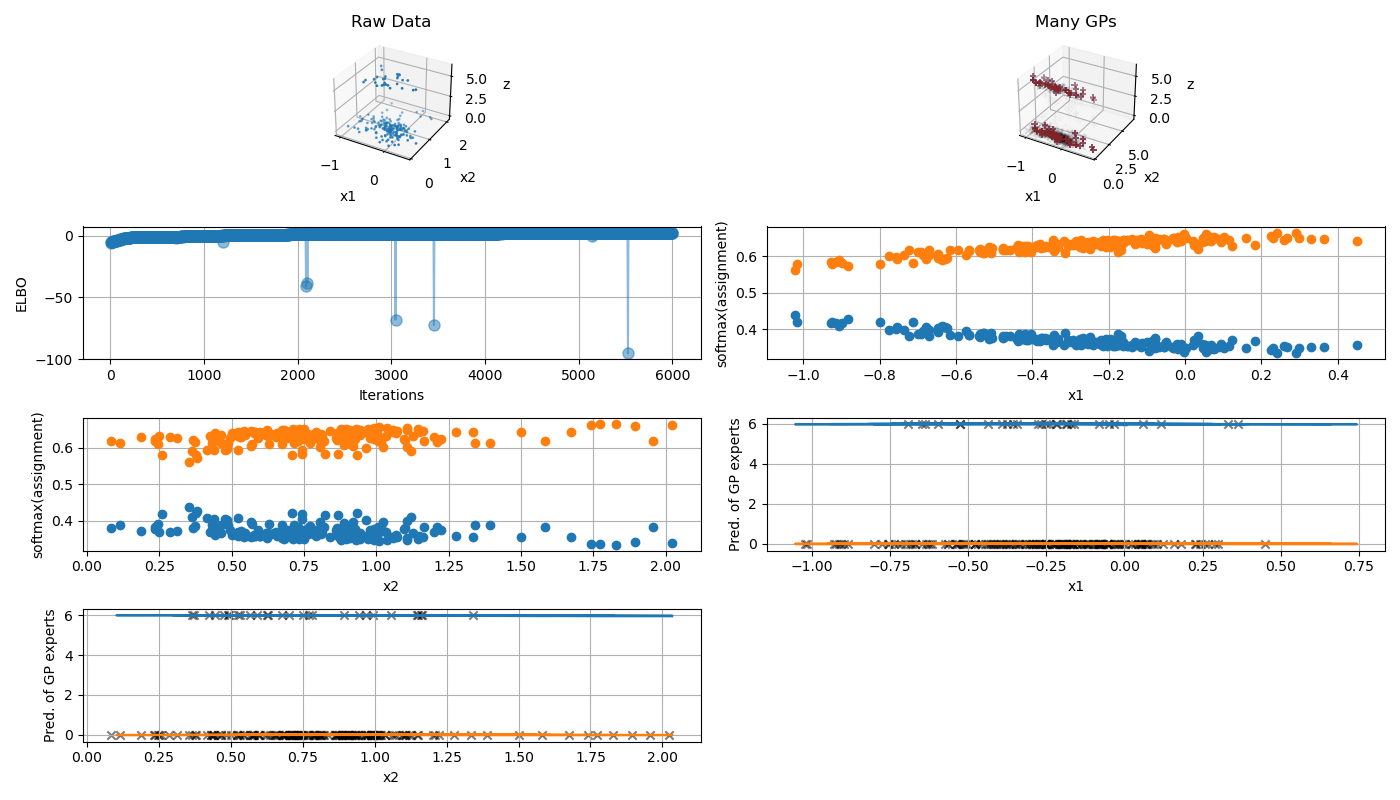 Raw Data
5.0
2.5
0.0
z
−1
0
x1
0
1
2
x2
Many GPs
5.0
2.5
0.0
z
−1
0
x1
0.0
2.5
5.0
x2
0
−50
−100
ELBO
0 1000 2000 3000 4000 5000 6000
Iterations
0.6
0.5
0.4
softmax(assignment)
−1.0 −0.8 −0.6 −0.4 −0.2 0.0 0.2 0.4
x1
0.6
0.5
0.4
softmax(assignment)
0.00 0.25 0.50 0.75 1.00 1.25 1.50 1.75 2.00
x2
6
4
2
0
Pred. of GP experts
−1.00 −0.75 −0.50 −0.25 0.00 0.25 0.50 0.75
x1
6
4
2
0
Pred. of GP experts
0.00 0.25 0.50 0.75 1.00 1.25 1.50 1.75 2.00
x2